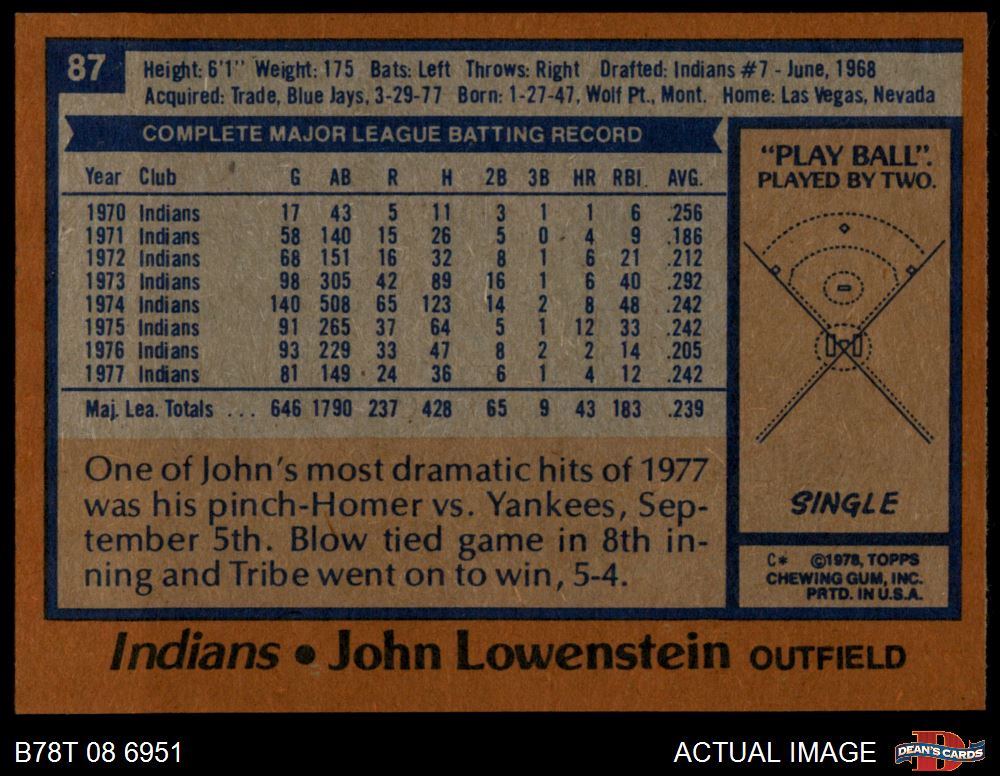 87
Height: 6'1" Weight: 175 Bats: Left Throws: Right Drafted: Indians #7 - June, 1968
Acquired: Trade, Blue Jays, 3-29-77 Born: 1-27-47, Wolf Pt., Mont. Home: Las Vegas, Nevada
COMPLETE MAJOR LEAGUE BATTING RECORD
Year Club G AB R H 2B 3B HR RBI. AVG.
1970 Indians 17 43 5 11 3 1 1 6 .256
1971 Indians 58 140 15 26 5 0 4 9 .186
1972 Indians 68 151 16 32 8 1 6 21 .212
1973 Indians 98 305 42 89 16 1 6 40 .292
1974 Indians 140 508 65 123 14 2 8 48 .242
1975 Indians 91 265 37 64 5 1 12 33 .242
1976 Indians 93 229 33 47 8 2 2 14 .205
1977 Indians 81 149 24 36 6 1 4 12 .242
Maj. Lea. Totals ... 646 1790 237 428 65 9 43 183 .239
One of John's most dramatic hits of 1977
was his pinch-Homer vs. Yankees, Sep-
tember 5th. Blow tied game in 8th in-
ning and Tribe went on to win, 5-4.
"PLAY BALL".
PLAYED BY TWO.
SINGLE
C* ©1978, TOPPS
CHEWING GUM, INC.
PRTD. IN U.S.A.
Indians • John Lowenstein OUTFIELD
B78T 08 6951
ACTUAL IMAGE
DEAN'S CARDS